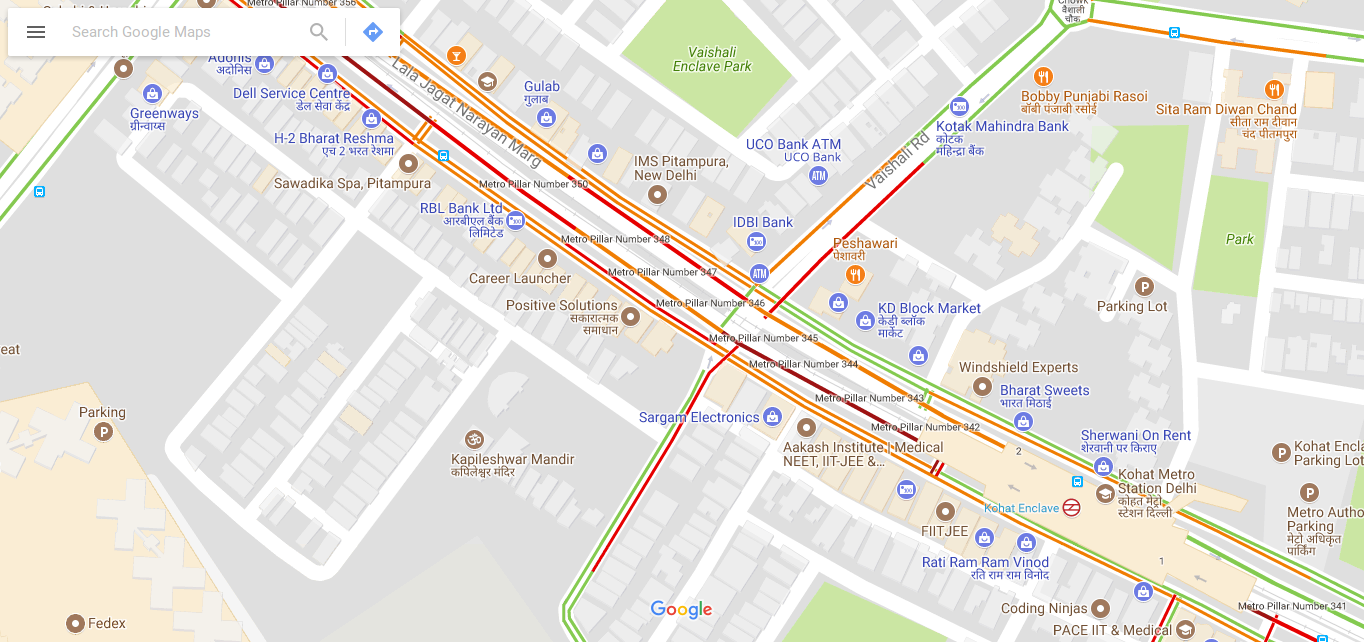 Metro Pillar Number 356
Search Google Maps
चौक
वैशाली
चौक
Adonis
अदोनिस
Vaishali
Enclave Park
Dell Service Centre
डेल सेवा केंद्र
Gulab
गुलाब
Greenways
ग्रीनवाय्स
Lala Jagat Narayan Marg
Bobby Punjabi Rasoi
बॉबी पंजाबी रसोई
Sita Ram Diwan Chand
सीता राम दीवान
चंद पीतमपुरा
H-2 Bharat Reshma
एच 2 भरत रेशमा
Kotak Mahindra Bank
कोटक
महिन्द्रा बैंक
UCO Bank ATM
UCO Bank
Vaishali Rd
IMS Pitampura,
New Delhi
Sawadika Spa, Pitampura
Metro Pillar Number 350
RBL Bank Ltd
आरबीएल बैंक
लिमिटेड
IDBI Bank
Metro Pillar Number 348
Peshawari
पेशावरी
Park
Career Launcher
Metro Pillar Number 347
Positive Solutions
सकारात्मक
समाधान
Metro Pillar Number 346
KD Block Market
केडी ब्लॉक
मार्केट
Parking Lot
Metro Pillar Number 345
eat
Metro Pillar Number 344
Windshield Experts
Bharat Sweets
भारत मिठाई
Metro Pillar Number 343
Parking
Sargam Electronics
Metro Pillar Number 342
Sherwani On Rent
शेरवानी पर किराए
Aakash Institute | Medical
NEET, IIT-JEE &...
2
Kohat Encla
Parking Lot
Kapileshwar Mandir
कपिलेश्वर मंदिर
Kohat Metro
Station Delhi
कोहत मेट्रो
स्टेशन दिल्ली
Kohat Enclave
Metro Autho
Parking
मेट्रो अधिकृत
पार्किंग
FIITJEE
Rati Ram Ram Vinod
रति राम राम विनोद
1
Google
Coding Ninjas
Metro Pillar Number 341
Fedex
PACE IIT & Medical